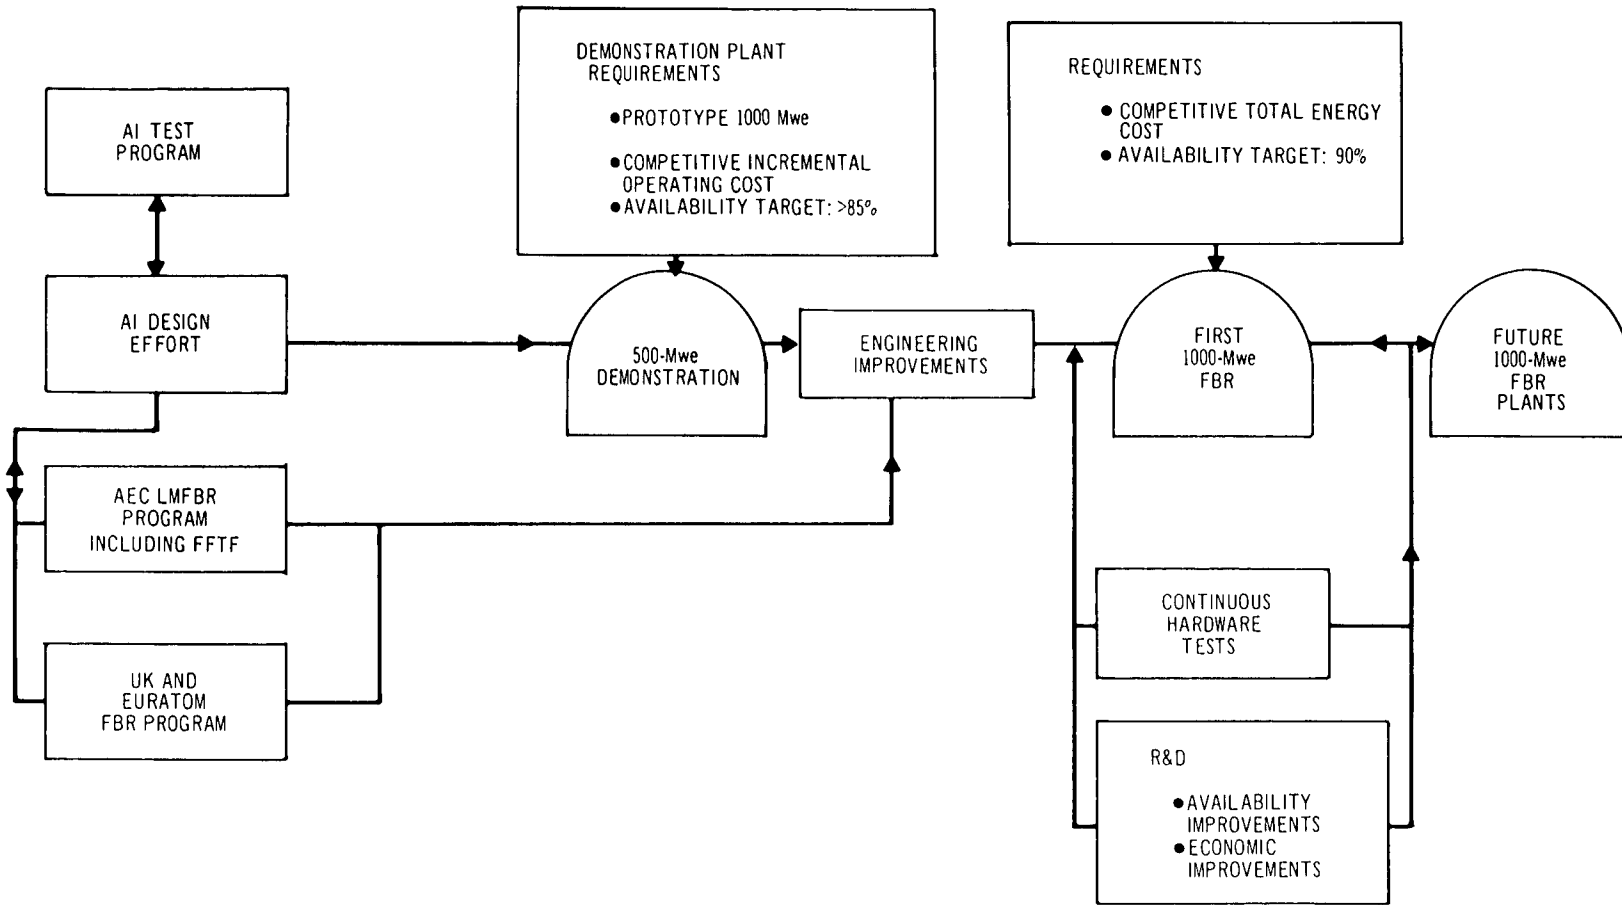 DEMONSTRATION PLANT
REQUIREMENTS
●PROTOTYPE 1000 Mwe
●COMPETITIVE INCREMENTAL
OPERATING COST
●AVAILABILITY TARGET: >85%
REQUIREMENTS
● COMPETITIVE TOTAL ENERGY
COST
● AVAILABILITY TARGET: 90%
AI TEST
PROGRAM
AI DESIGN
EFFORT
500-Mwe
DEMONSTRATION
ENGINEERING
IMPROVEMENTS
FIRST
1000-Mwe
FBR
FUTURE
1000-Mwe
FBR
PLANTS
AEC LMFBR
PROGRAM
INCLUDING FFTF
UK AND
EURATOM
FBR PROGRAM
CONTINUOUS
HARDWARE
TESTS
R&D
●AVAILABILITY
IMPROVEMENTS
●ECONOMIC
IMPROVEMENTS